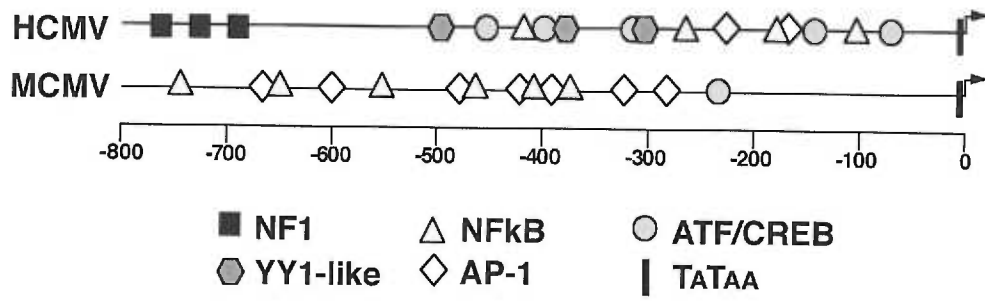 HCMV
MCMV
-800 -700 -600 -500 -400 -300 -200 -100 0
NF1 NFkB ATF/CREB
YY1-like AP-1 TATAA